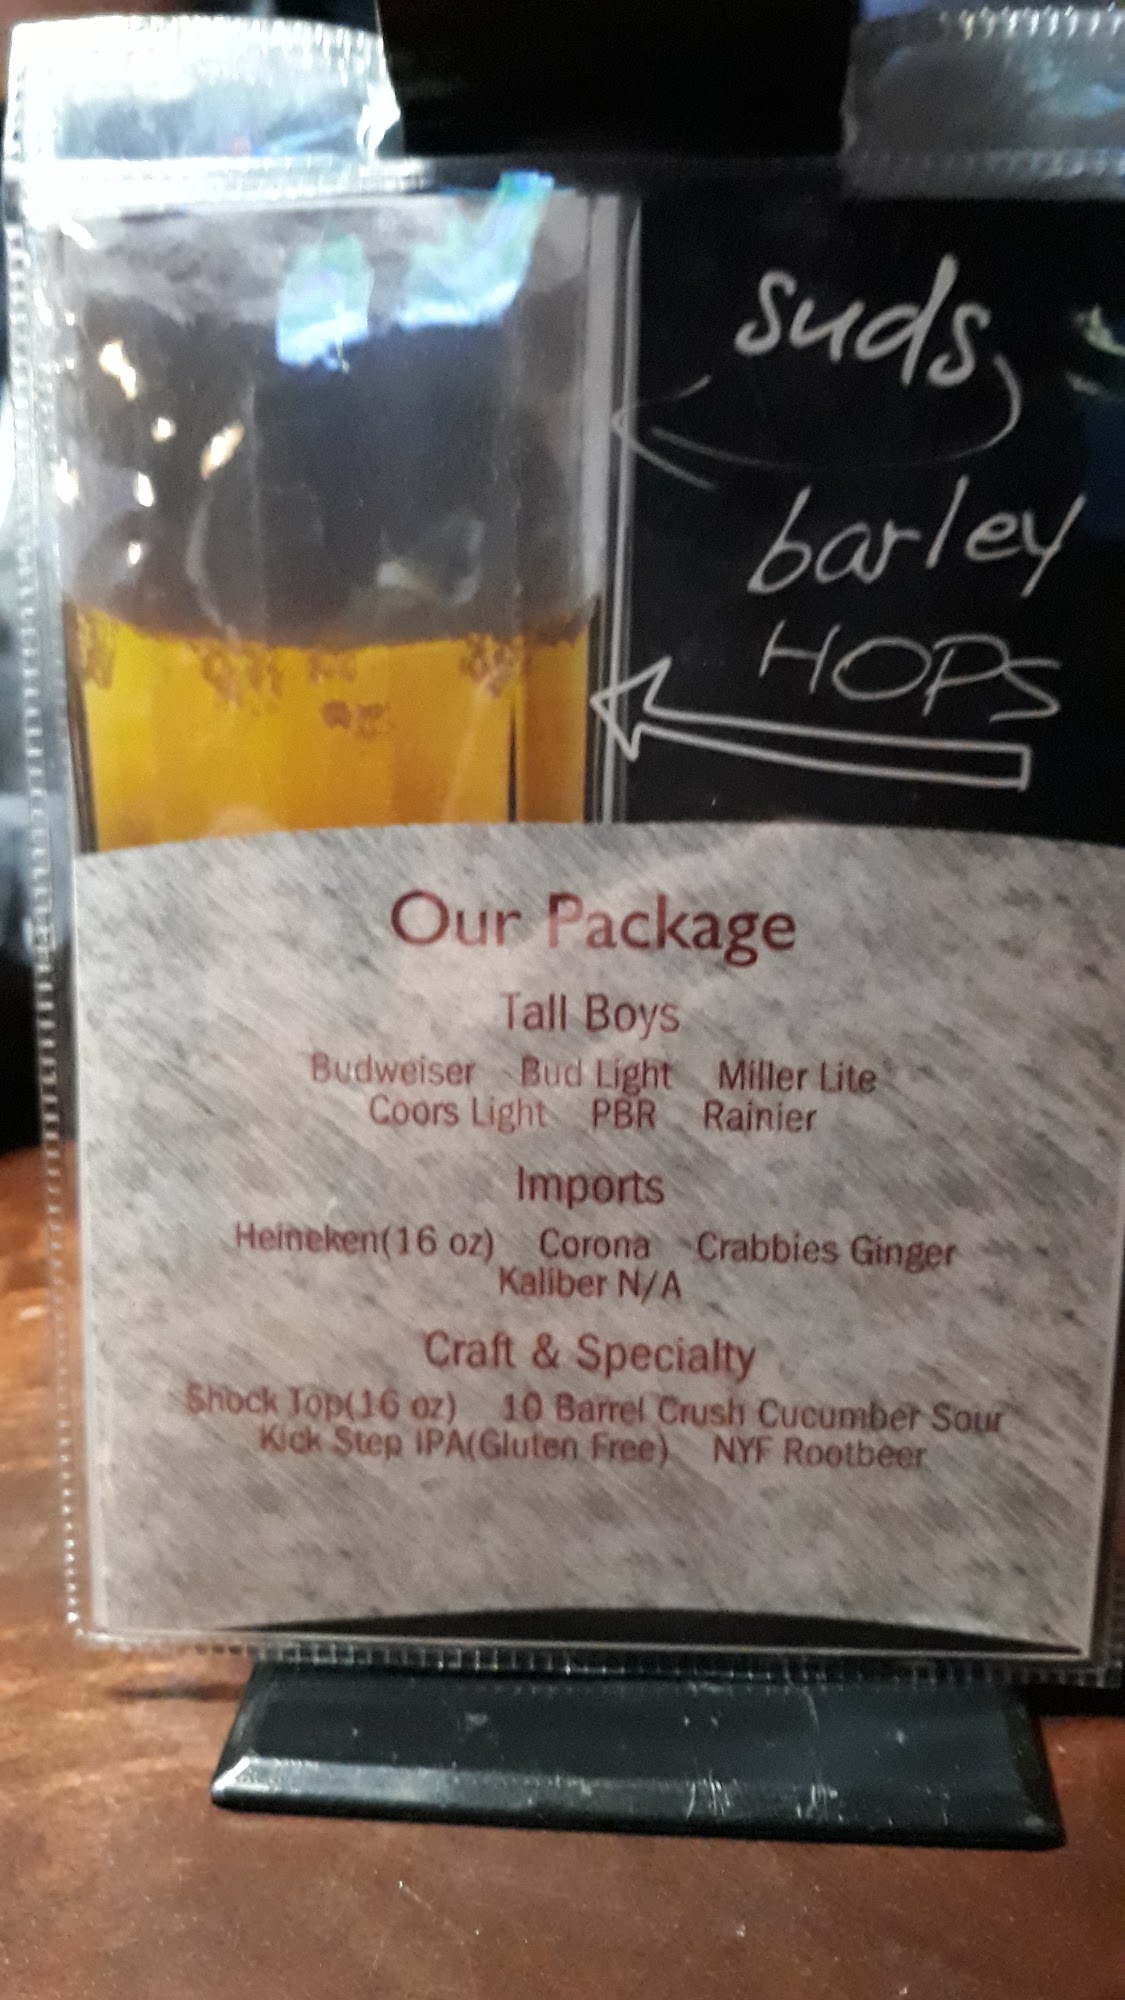 suds
barley
HOPS
Our Package
Tall Boys
Budweiser Bud Light Miller Lite
Coors Light PBR Rainier
Imports
Heineken(16 oz) Corona Crabbies Ginger
Kaliber N/A
Craft & Specialty
Shock Top(16 oz) 10 Barrel Crush Cucumber Sour
Kick Step IPA(Gluten Free) NYF Rootbeer